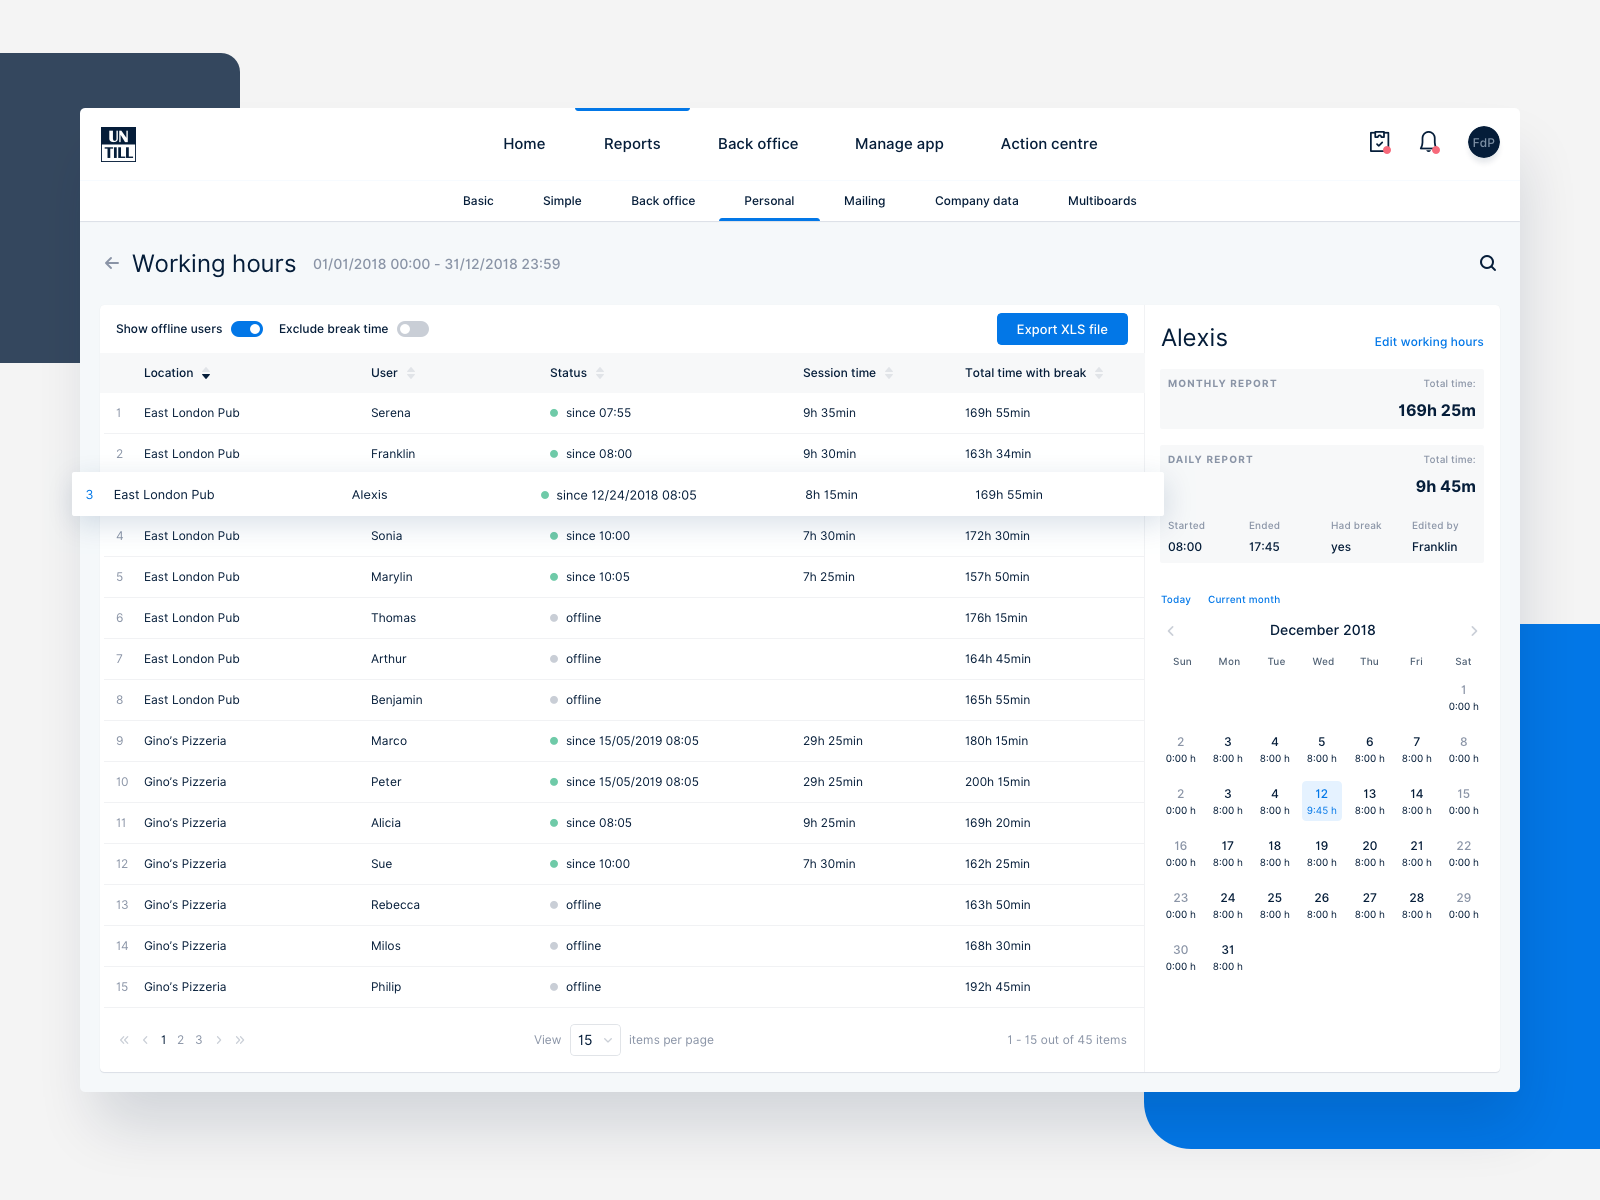 UN
TILL
Home Reports Back office Manage app Action centre
FdP
Basic Simple Back office Personal Mailing Company data Multiboards
Working hours 01/01/2018 00:00 - 31/12/2018 23:59
Show offline users Exclude break time Export XLS file
Location User Status Session time Total time with break
1 East London Pub Serena since 07:55 9h 35min 169h 55min
2 East London Pub Franklin since 08:00 9h 30min 163h 34min
3 East London Pub Alexis since 12/24/2018 08:05 8h 15min 169h 55min
4 East London Pub Sonia since 10:00 7h 30min 172h 30min
5 East London Pub Marylin since 10:05 7h 25min 157h 50min
6 East London Pub Thomas offline 176h 15min
7 East London Pub Arthur offline 164h 45min
8 East London Pub Benjamin offline 165h 55min
9 Gino's Pizzeria Marco since 15/05/2019 08:05 29h 25min 180h 15min
10 Gino's Pizzeria Peter since 15/05/2019 08:05 29h 25min 200h 15min
11 Gino's Pizzeria Alicia since 08:05 9h 25min 169h 20min
12 Gino's Pizzeria Sue since 10:00 7h 30min 162h 25min
13 Gino's Pizzeria Rebecca offline 163h 50min
14 Gino's Pizzeria Milos offline 168h 30min
15 Gino's Pizzeria Philip offline 192h 45min
« ‹ 1 2 3 › »
View 15 items per page
1 - 15 out of 45 items
Alexis Edit working hours
MONTHLY REPORT Total time:
169h 25m
DAILY REPORT Total time:
9h 45m
Started Ended Had break Edited by
08:00 17:45 yes Franklin
Today Current month
December 2018
Sun Mon Tue Wed Thu Fri Sat
1
0:00 h
2 3 4 5 6 7 8
0:00 h 8:00 h 8:00 h 8:00 h 8:00 h 8:00 h 0:00 h
2 3 4 12 13 14 15
0:00 h 8:00 h 8:00 h 9:45 h 8:00 h 8:00 h 0:00 h
16 17 18 19 20 21 22
0:00 h 8:00 h 8:00 h 8:00 h 8:00 h 8:00 h 0:00 h
23 24 25 26 27 28 29
0:00 h 8:00 h 8:00 h 8:00 h 8:00 h 8:00 h 0:00 h
30 31
0:00 h 8:00 h